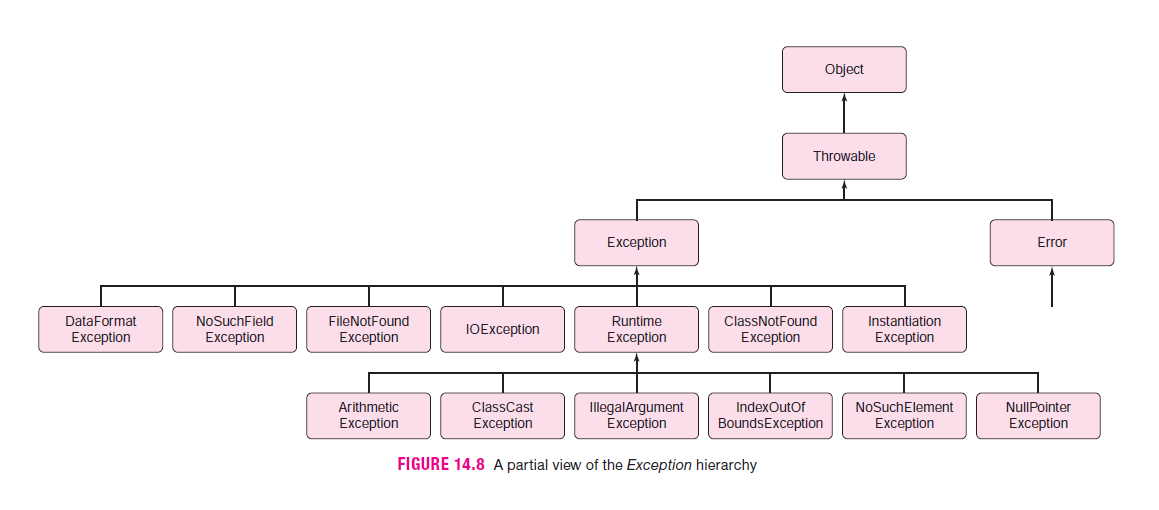 Object
Throwable
Exception
Error
DataFormat
Exception
NoSuchField
Exception
FileNotFound
Exception
IOException
Runtime
Exception
ClassNotFound
Exception
Instantiation
Exception
Arithmetic
Exception
ClassCast
Exception
IllegalArgument
Exception
IndexOutOf
BoundsException
NoSuchElement
Exception
NullPointer
Exception
FIGURE 14.8 A partial view of the Exception hierarchy